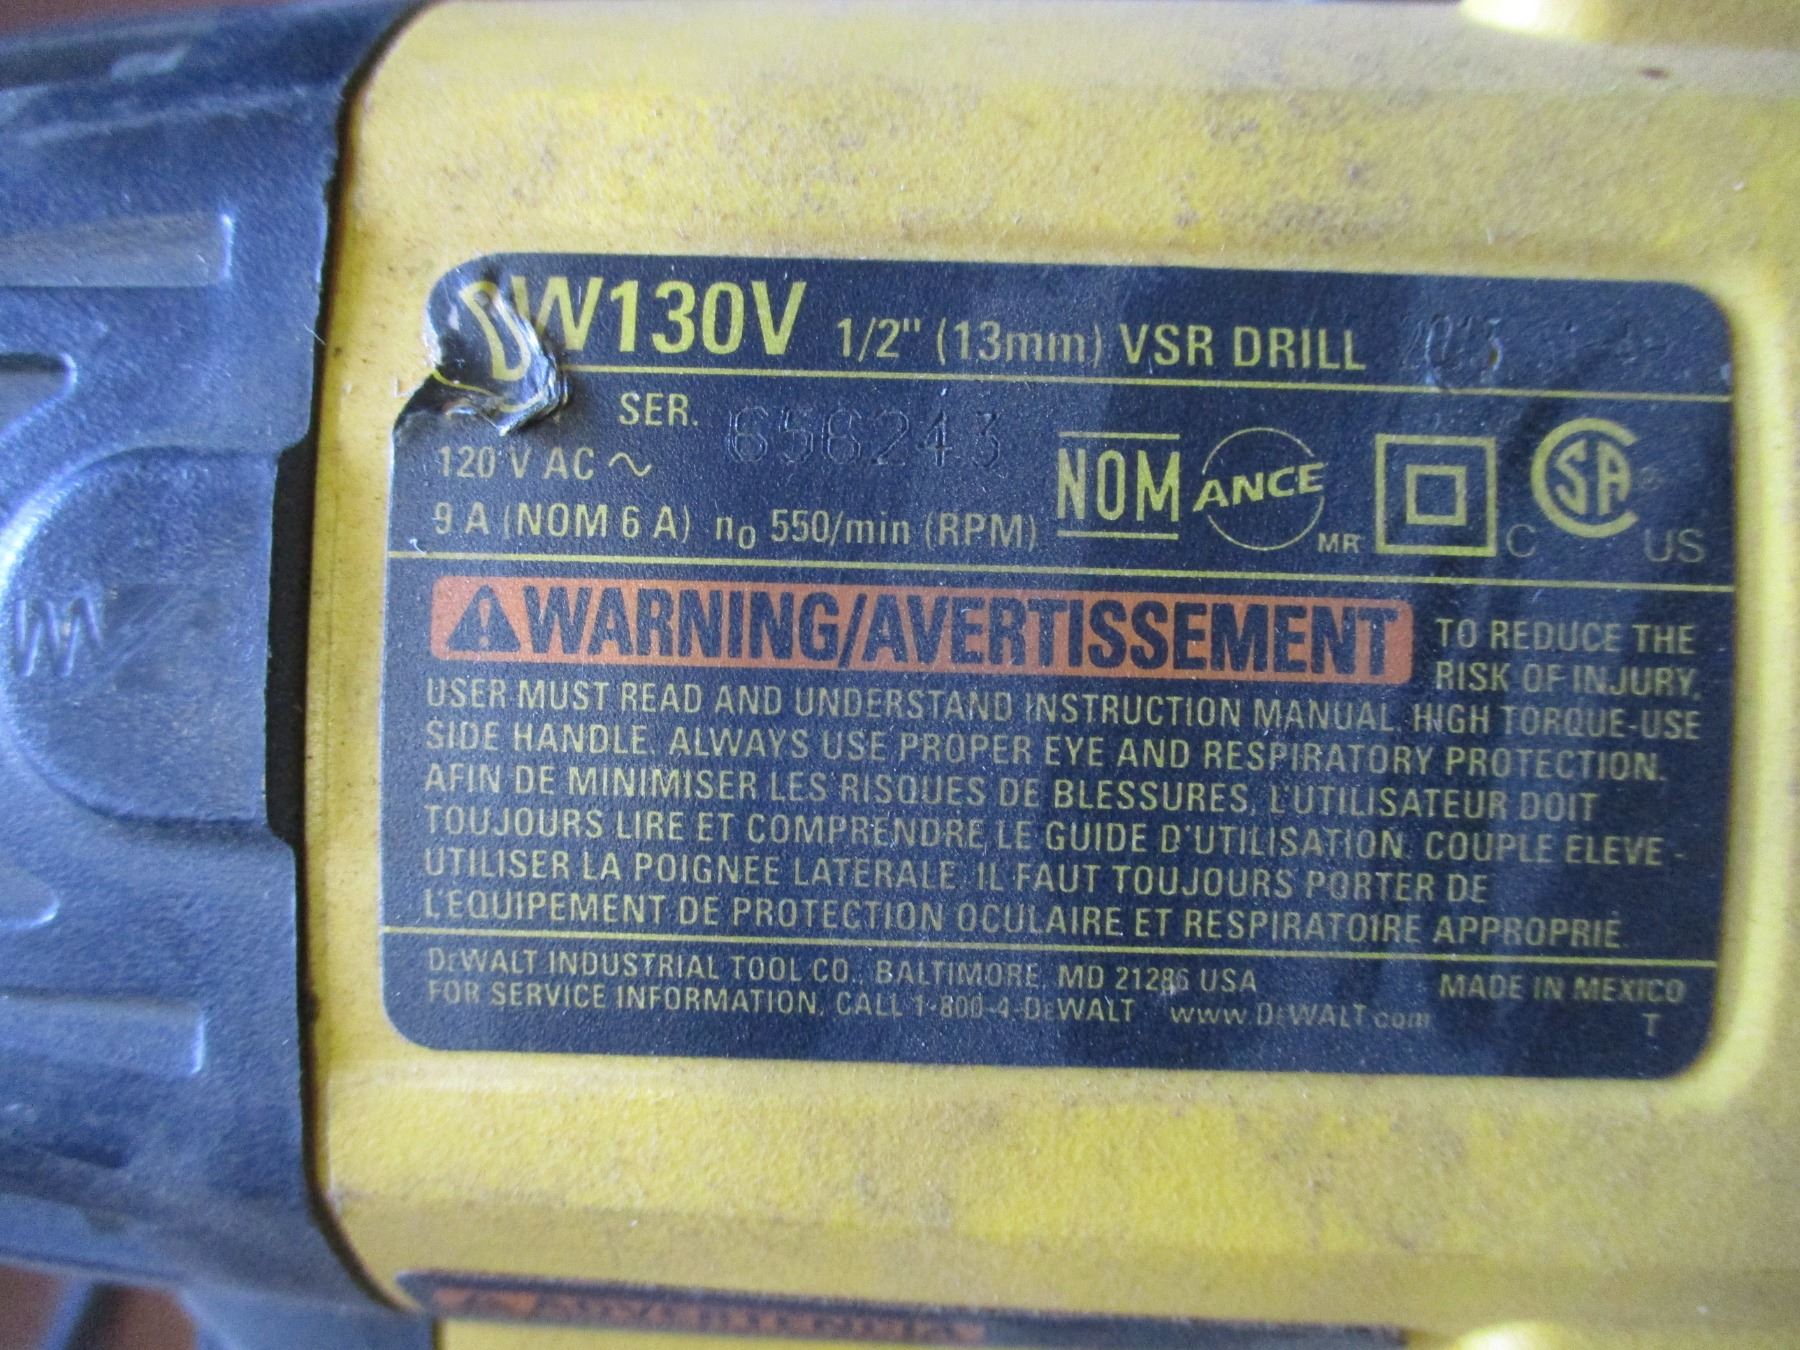 DW130V 1/2" (13mm) VSR DRILL 2013
SER. 656243
120 V AC ~
9 A (NOM 6 A) n0 550/min (RPM)
NOM ANCE MR C SA US
WARNING/AVERTISSEMENT TO REDUCE THE
RISK OF INJURY,
USER MUST READ AND UNDERSTAND INSTRUCTION MANUAL. HIGH TORQUE-USE
SIDE HANDLE. ALWAYS USE PROPER EYE AND RESPIRATORY PROTECTION.
AFIN DE MINIMISER LES RISQUES DE BLESSURES, L'UTILISATEUR DOIT
TOUJOURS LIRE ET COMPRENDRE LE GUIDE D'UTILISATION. COUPLE ELEVE -
UTILISER LA POIGNEE LATERALE. IL FAUT TOUJOURS PORTER DE
L'EQUIPEMENT DE PROTECTION OCULAIRE ET RESPIRATOIRE APPROPRIÉ.
DEWALT INDUSTRIAL TOOL CO., BALTIMORE, MD 21286 USA MADE IN MEXICO
FOR SERVICE INFORMATION, CALL 1-800-4-DEWALT www.DEWALT.com T
ADVERTENCIA